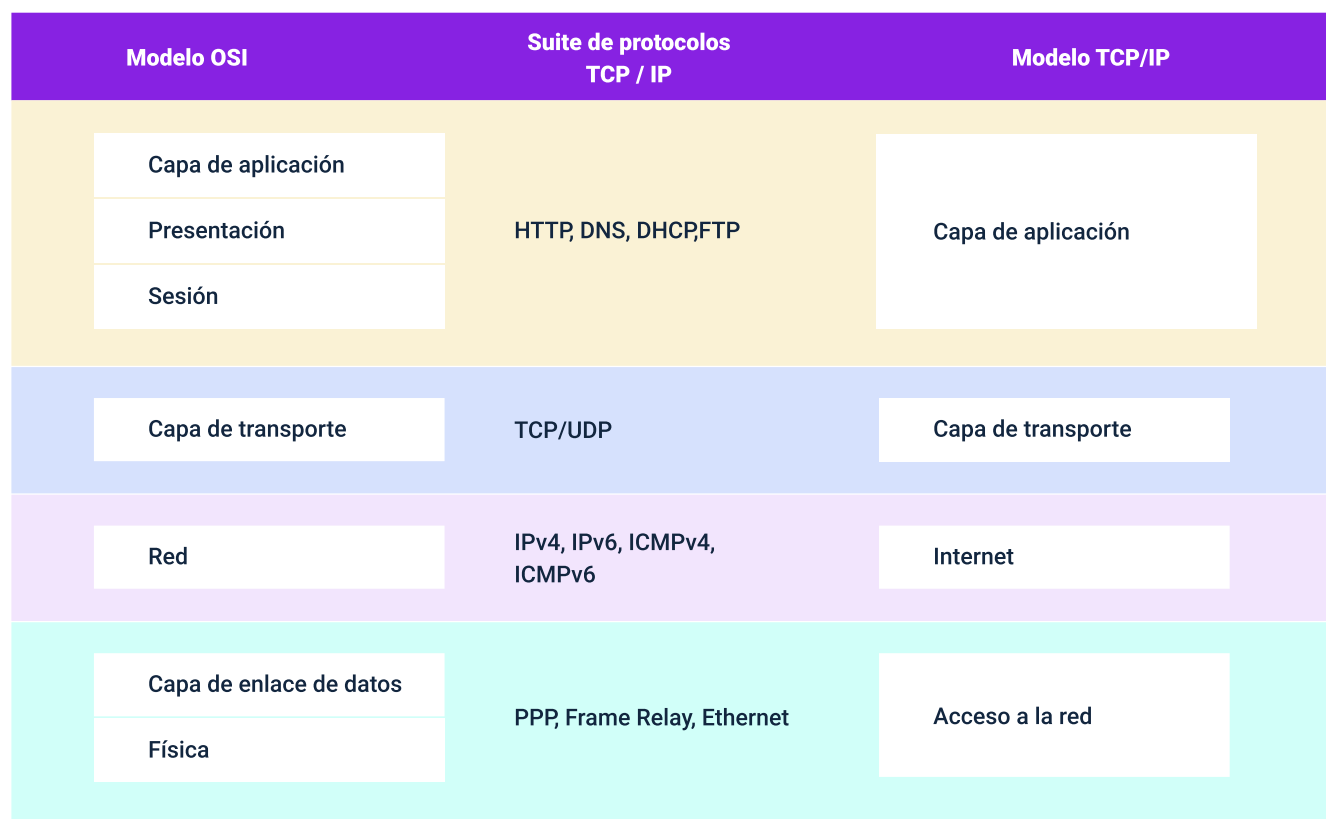 Modelo OSI
Suite de protocolos
TCP / IP
Modelo TCP/IP
Capa de aplicación
Presentación
Sesión
HTTP, DNS, DHCP,FTP
Capa de aplicación
Capa de transporte
TCP/UDP
Capa de transporte
Red
IPv4, IPv6, ICMPv4,
ICMPv6
Internet
Capa de enlace de datos
Física
PPP, Frame Relay, Ethernet
Acceso a la red